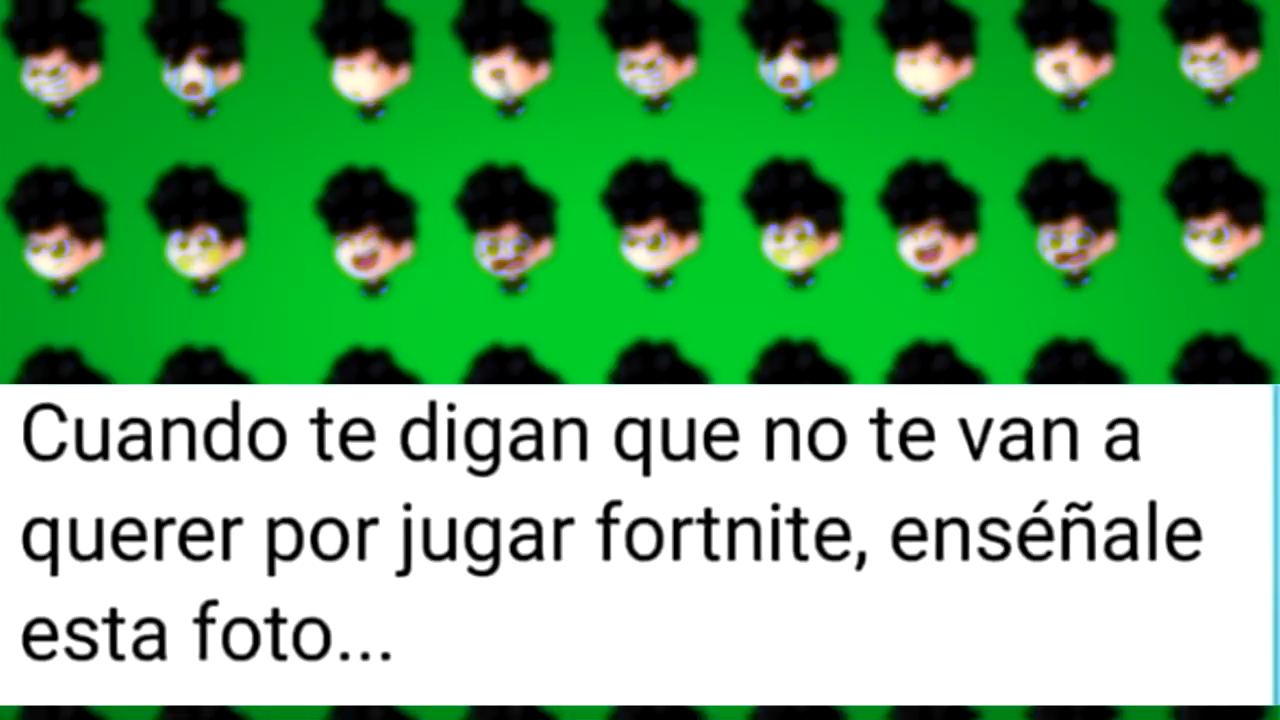 Cuando te digan que no te van a
querer por jugar fortnite, enséñale
esta foto...